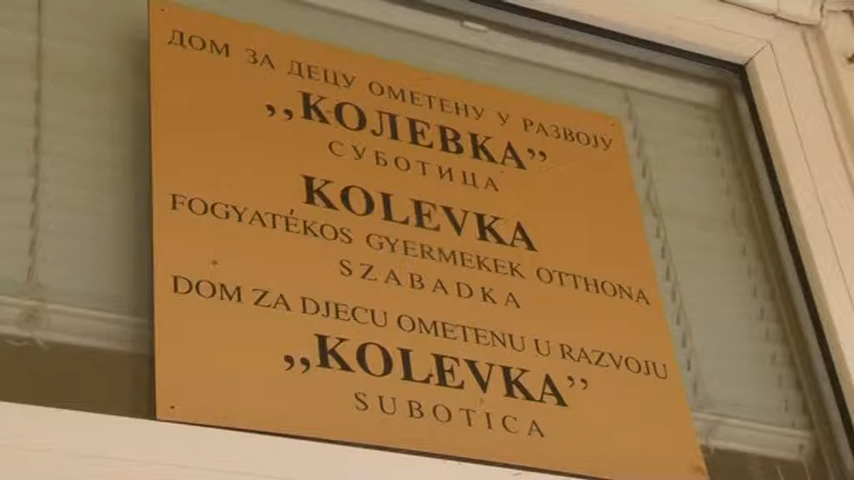 ДОМ ЗА ДЕЦУ ОМЕТЕНУ У РАЗВОЈУ
„КОЛЕВКА”
СУБОТИЦА
KOLEVKA
FOGYATÉKOS GYERMEKEK OTTHONA
SZABADKA
DOM ZA DJECU OMETENU U RAZVOJU
„KOLEVKA”
SUBOTICA